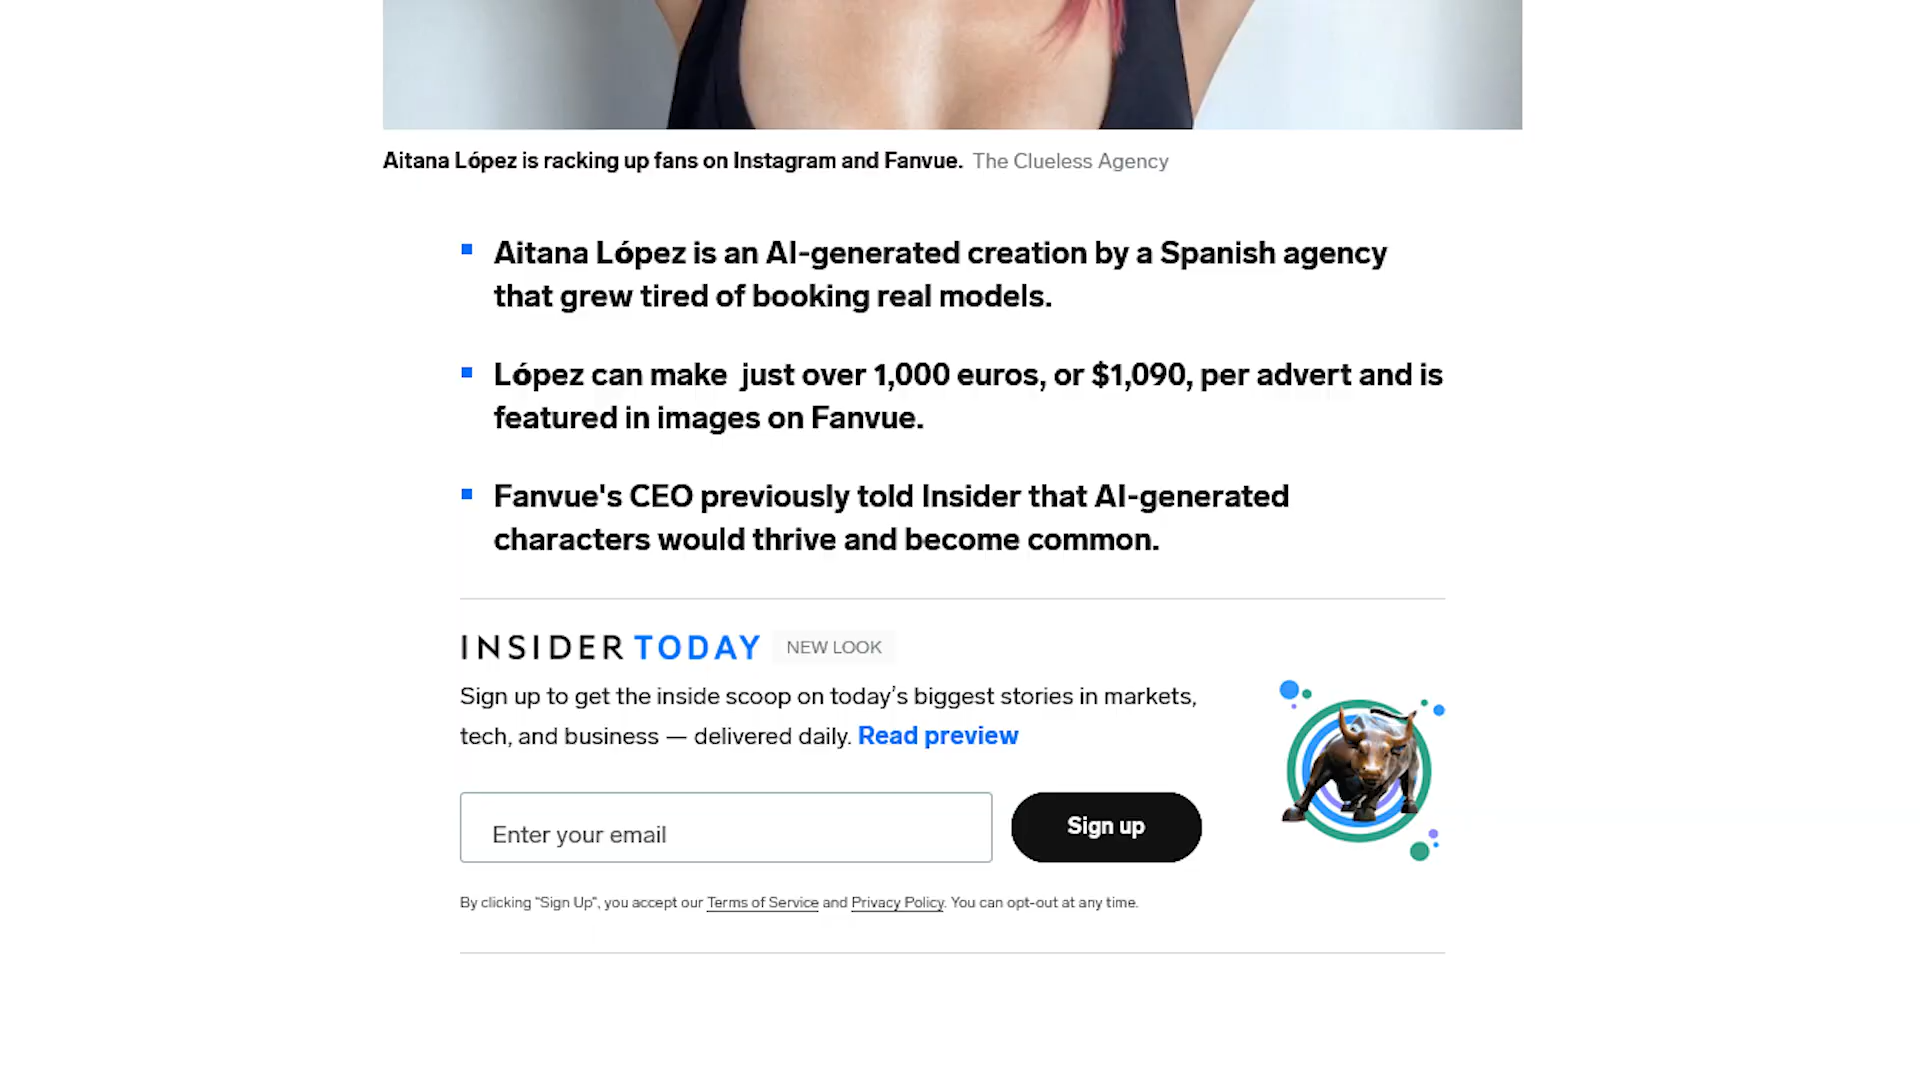 Aitana López is racking up fans on Instagram and Fanvue. The Clueless Agency
Aitana López is an AI-generated creation by a Spanish agency
that grew tired of booking real models.
López can make just over 1,000 euros, or $1,090, per advert and is
featured in images on Fanvue.
Fanvue's CEO previously told Insider that AI-generated
characters would thrive and become common.
INSIDER TODAY NEW LOOK
Sign up to get the inside scoop on today’s biggest stories in markets,
tech, and business — delivered daily. Read preview
Enter your email
Sign up
By clicking “Sign Up”, you accept our Terms of Service and Privacy Policy. You can opt-out at any time.